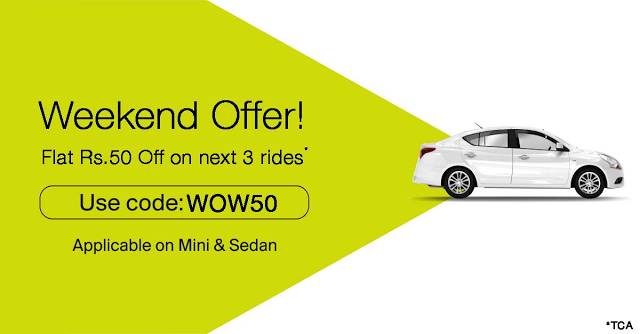 Weekend Offer!
Flat Rs.50 Off on next 3 rides*
Use code:WOW50
Applicable on Mini & Sedan
*TCA